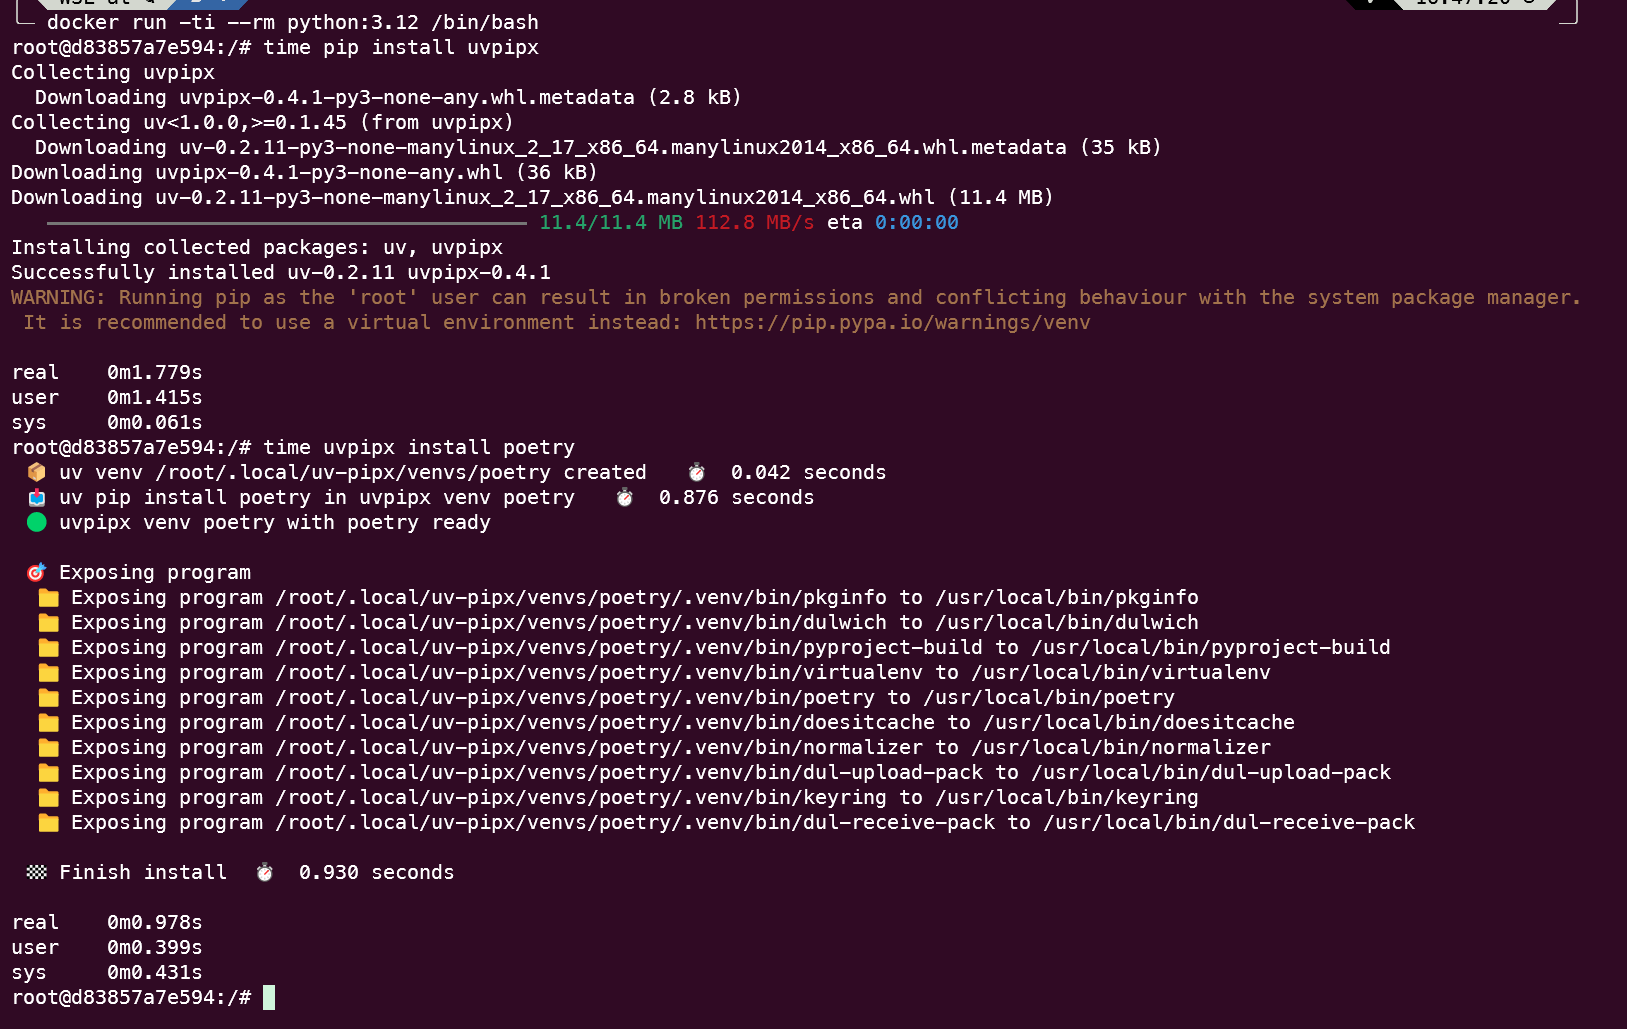 docker run -ti --rm python:3.12 /bin/bash
root@d83857a7e594:/# time pip install uvpipx
Collecting uvpipx
  Downloading uvpipx-0.4.1-py3-none-any.whl.metadata (2.8 kB)
Collecting uv<1.0.0,>=0.1.45 (from uvpipx)
  Downloading uv-0.2.11-py3-none-manylinux_2_17_x86_64.manylinux2014_x86_64.whl.metadata (35 kB)
Downloading uvpipx-0.4.1-py3-none-any.whl (36 kB)
Downloading uv-0.2.11-py3-none-manylinux_2_17_x86_64.manylinux2014_x86_64.whl (11.4 MB)
11.4/11.4 MB 112.8 MB/s eta 0:00:00
Installing collected packages: uv, uvpipx
Successfully installed uv-0.2.11 uvpipx-0.4.1
WARNING: Running pip as the 'root' user can result in broken permissions and conflicting behaviour with the system package manager.
 It is recommended to use a virtual environment instead: https://pip.pypa.io/warnings/venv
real    0m1.779s
user    0m1.415s
sys     0m0.061s
root@d83857a7e594:/# time uvpipx install poetry
📦 uv venv /root/.local/uv-pipx/venvs/poetry created   ⏱ 0.042 seconds
📥 uv pip install poetry in uvpipx venv poetry   ⏱ 0.876 seconds
🟢 uvpipx venv poetry with poetry ready
🎯 Exposing program
📁 Exposing program /root/.local/uv-pipx/venvs/poetry/.venv/bin/pkginfo to /usr/local/bin/pkginfo
📁 Exposing program /root/.local/uv-pipx/venvs/poetry/.venv/bin/dulwich to /usr/local/bin/dulwich
📁 Exposing program /root/.local/uv-pipx/venvs/poetry/.venv/bin/pyproject-build to /usr/local/bin/pyproject-build
📁 Exposing program /root/.local/uv-pipx/venvs/poetry/.venv/bin/virtualenv to /usr/local/bin/virtualenv
📁 Exposing program /root/.local/uv-pipx/venvs/poetry/.venv/bin/poetry to /usr/local/bin/poetry
📁 Exposing program /root/.local/uv-pipx/venvs/poetry/.venv/bin/doesitcache to /usr/local/bin/doesitcache
📁 Exposing program /root/.local/uv-pipx/venvs/poetry/.venv/bin/normalizer to /usr/local/bin/normalizer
📁 Exposing program /root/.local/uv-pipx/venvs/poetry/.venv/bin/dul-upload-pack to /usr/local/bin/dul-upload-pack
📁 Exposing program /root/.local/uv-pipx/venvs/poetry/.venv/bin/keyring to /usr/local/bin/keyring
📁 Exposing program /root/.local/uv-pipx/venvs/poetry/.venv/bin/dul-receive-pack to /usr/local/bin/dul-receive-pack
🏁 Finish install   ⏱ 0.930 seconds
real    0m0.978s
user    0m0.399s
sys     0m0.431s
root@d83857a7e594:/#